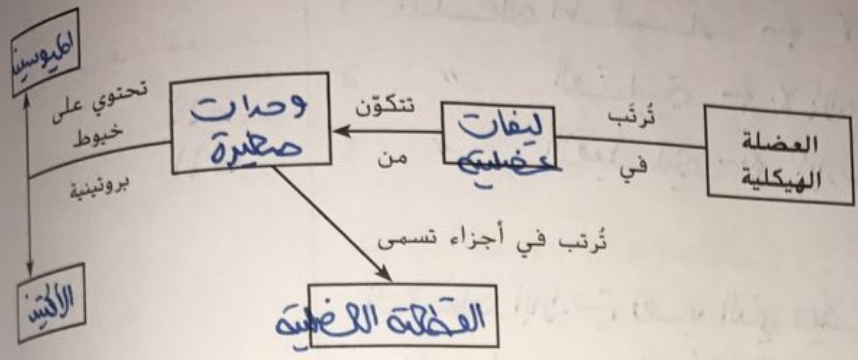 العضلة
الهيكلية
تُرتَّب
في
ليفات
عضلية
تتكوّن
من
وحدات
صغيرة
تحتوي على
خيوط
بروتينية
الميوسين
الأكتين
تُرتب في أجزاء تسمى
القطعة العضلية